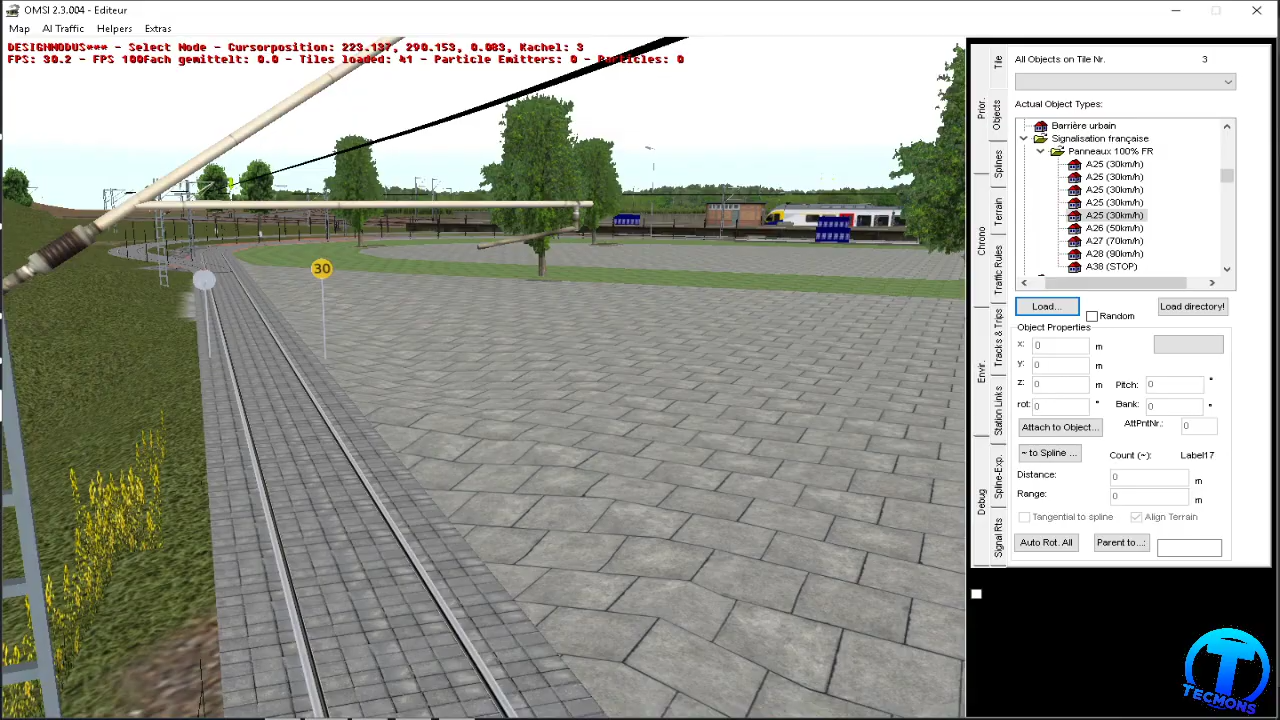 OMSI 2.3.004 - Editeur
Map AI Traffic Helpers Extras
DESIGNMODUS*** - Select Node - Cursorposition: 223.137, 290.153, 0.083, Kachel: 3
FPS: 30.2 - FPS 100fach gemittelt: 0.0 - Tiles loaded: 41 - Particle Emitters: 0 - Particles: 0
30
Tile
Objects
Splines
Terrain
Traffic Rules
Tracks & Trips
Station Links
Spline-Exp.
Signal Rts
Prior.
Chrono
Envir.
Debug
All Objects on Tile Nr. 3
Actual Object Types:
Barrière urbain
Signalisation française
Panneaux 100% FR
A25 (30km/h)
A25 (30km/h)
A25 (30km/h)
A25 (30km/h)
A25 (30km/h)
A26 (50km/h)
A27 (70km/h)
A28 (90km/h)
A38 (STOP)
Load... Random Load directory!
Object Properties
x: 0 m
y: 0 m
z: 0 m Pitch: 0 °
rot: 0 ° Bank: 0 °
Attach to Object... AttPntNr.: 0
~ to Spline ... Count (~): Label17
Distance: 0 m
Range: 0 m
Tangential to spline Align Terrain
Auto Rot. All Parent to...:
T
TECMONS